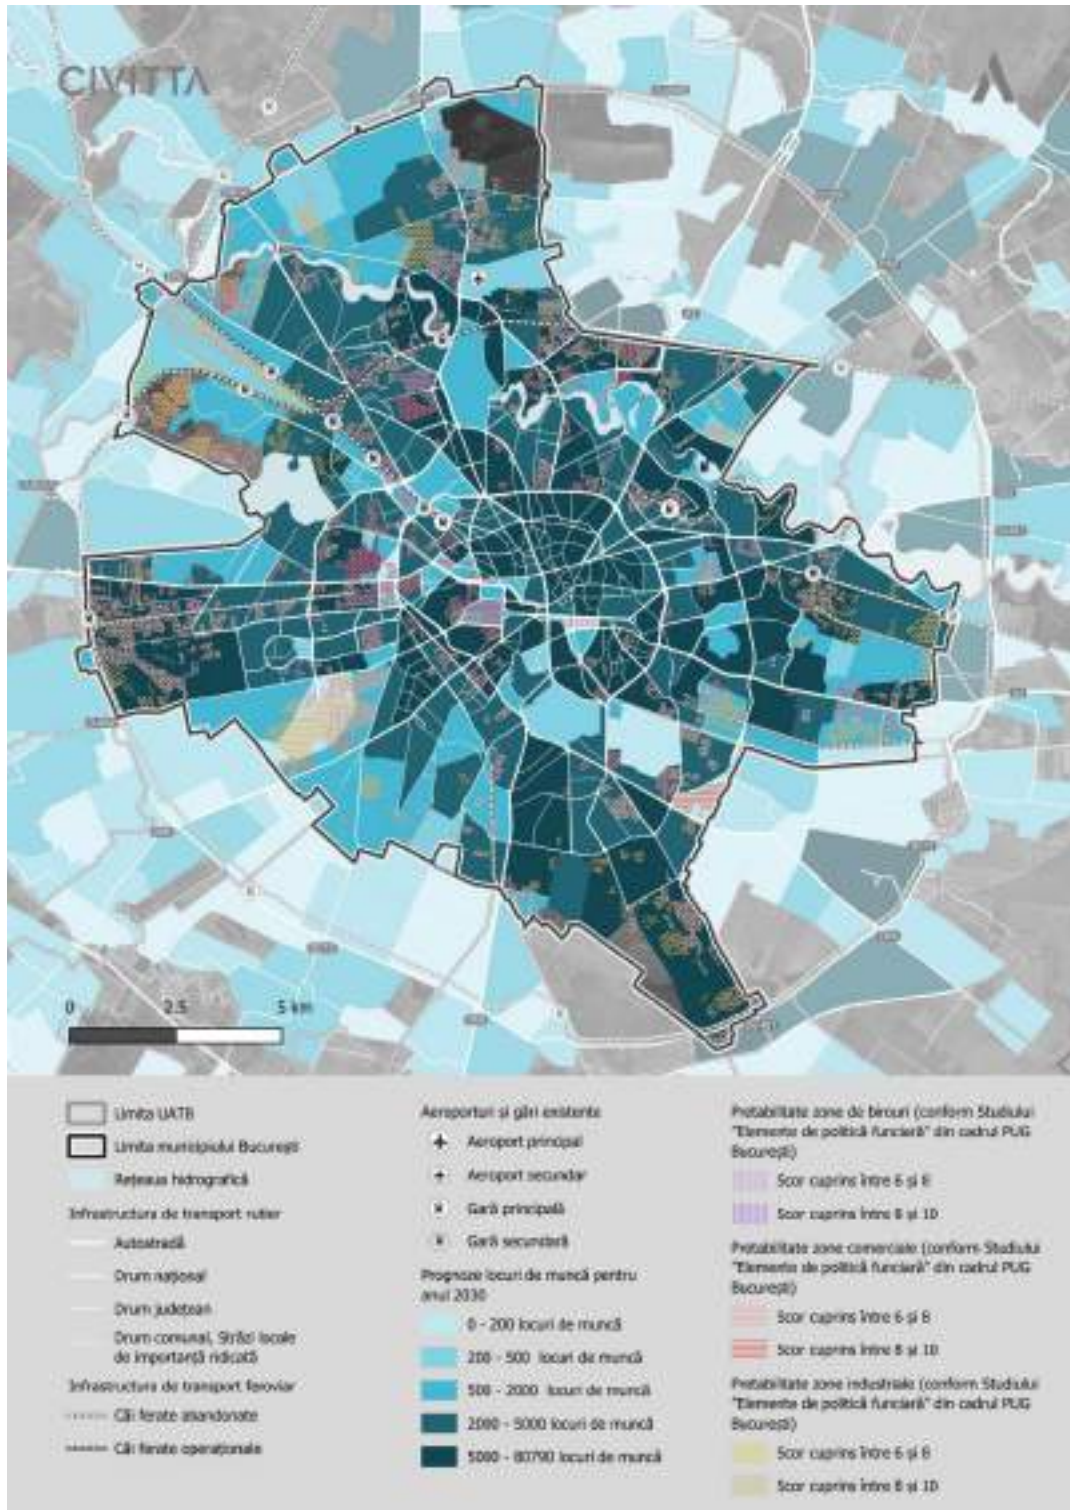 CIVITTA
0 2.5 5 km
Limita UATB
Limita municipiului București
Rețeaua hidrografică
Infrastructura de transport rutier
Autostradă
Drum național
Drum județean
Drum comunal, Străzi locale
de importanță ridicată
Infrastructura de transport feroviar
Căi ferate abandonate
Căi ferate operaționale
Aeroporturi și gări existente
Aeroport principal
Aeroport secundar
Gară principală
Gară secundară
Prognoze locuri de muncă pentru
anul 2030
0 - 200 locuri de muncă
200 - 500 locuri de muncă
500 - 2000 locuri de muncă
2000 - 5000 locuri de muncă
5000 - 80790 locuri de muncă
Pretabilitate zone de birouri (conform Studiului
"Elemente de politică funciară" din cadrul PUG
București)
Scor cuprins între 6 și 8
Scor cuprins între 8 și 10
Pretabilitate zone comerciale (conform Studiului
"Elemente de politică funciară" din cadrul PUG
București)
Scor cuprins între 6 și 8
Scor cuprins între 8 și 10
Pretabilitate zone industriale (conform Studiului
"Elemente de politică funciară" din cadrul PUG
București)
Scor cuprins între 6 și 8
Scor cuprins între 8 și 10